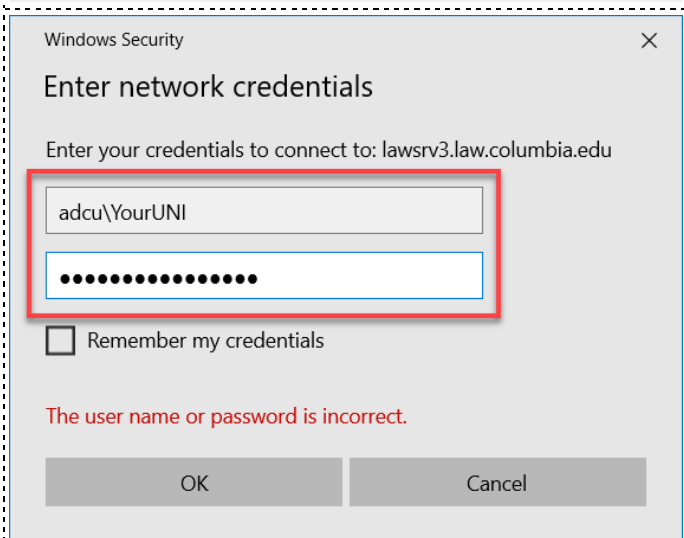 Windows Security
Enter network credentials
Enter your credentials to connect to: lawsrv3.law.columbia.edu
adcu\YourUNI
●●●●●●●●●●●●●●●●
Remember my credentials
The user name or password is incorrect.
OK
Cancel